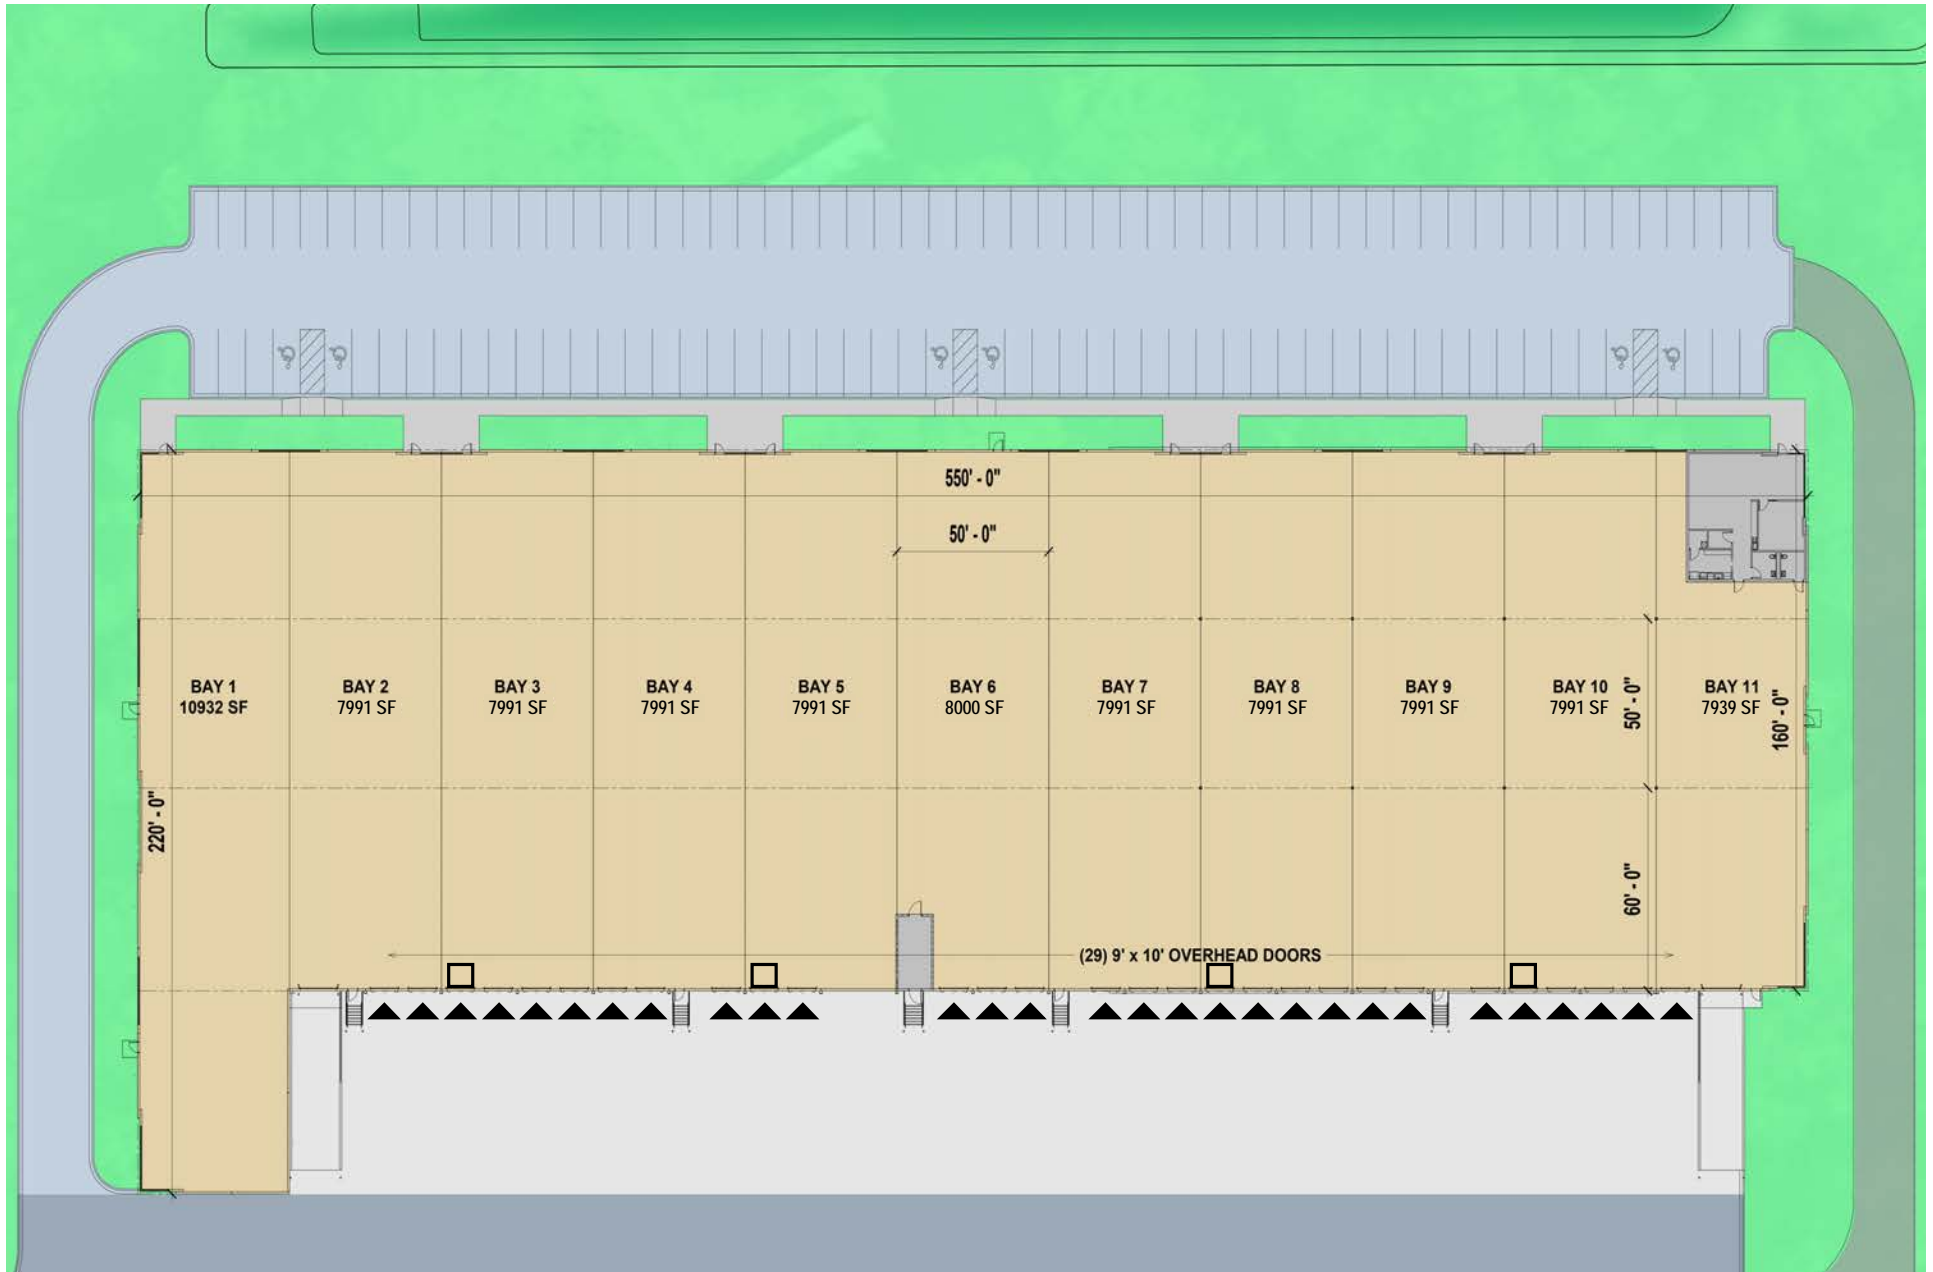 550' - 0"
50' - 0"
BAY 1
10932 SF
BAY 2
7991 SF
BAY 3
7991 SF
BAY 4
7991 SF
BAY 5
7991 SF
BAY 6
8000 SF
BAY 7
7991 SF
BAY 8
7991 SF
BAY 9
7991 SF
BAY 10
7991 SF
50' - 0"
BAY 11
7939 SF
160' - 0"
220' - 0"
60' - 0"
(29) 9' x 10' OVERHEAD DOORS